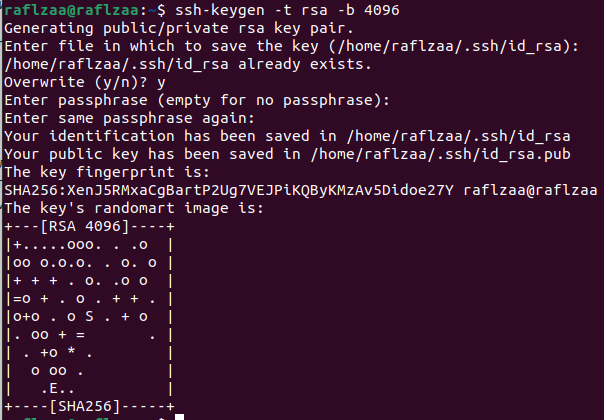 raflzaa@raflzaa:~$ ssh-keygen -t rsa -b 4096
Generating public/private rsa key pair.
Enter file in which to save the key (/home/raflzaa/.ssh/id_rsa):
/home/raflzaa/.ssh/id_rsa already exists.
Overwrite (y/n)? y
Enter passphrase (empty for no passphrase):
Enter same passphrase again:
Your identification has been saved in /home/raflzaa/.ssh/id_rsa
Your public key has been saved in /home/raflzaa/.ssh/id_rsa.pub
The key fingerprint is:
SHA256:XenJ5RMxaCgBartP2Ug7VEJPiKQByKMzAv5Didoe27Y raflzaa@raflzaa
The key's randomart image is:
+---[RSA 4096]----+
|+.....ooo. . .o  |
|oo o.o.o. . o. o |
|+ + + . o. .o o  |
|=o + . o . + + . |
|o+o . o S . + o  |
|. oo + =       . |
| . +o * .        |
|  o oo .         |
|   .E..          |
+----[SHA256]-----+